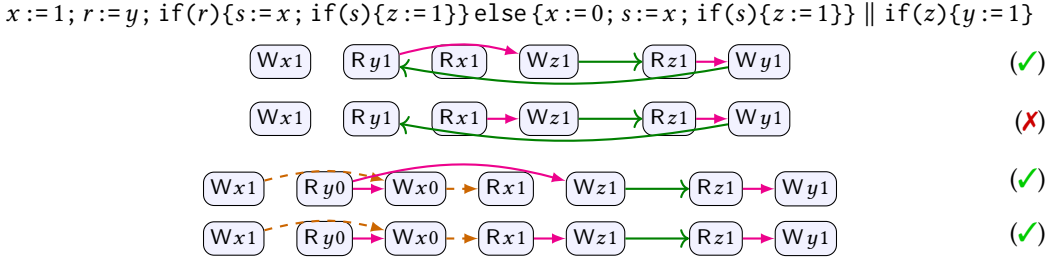 x := 1; r := y; if(r){s := x; if(s){z := 1}} else {x := 0; s := x; if(s){z := 1}} ∥ if(z){y := 1}
Wx1 Ry1 Rx1 Wz1 Rz1 Wy1 (✓)
Wx1 Ry1 Rx1 Wz1 Rz1 Wy1 (✗)
Wx1 Ry0 Wx0 Rx1 Wz1 Rz1 Wy1 (✓)
Wx1 Ry0 Wx0 Rx1 Wz1 Rz1 Wy1 (✓)